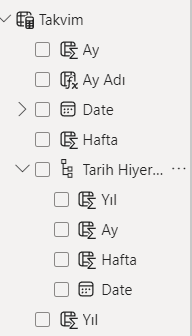 Takvim
Ay
Ay Adı
Date
Hafta
Tarih Hiyer...
Yıl
Ay
Hafta
Date
Yıl